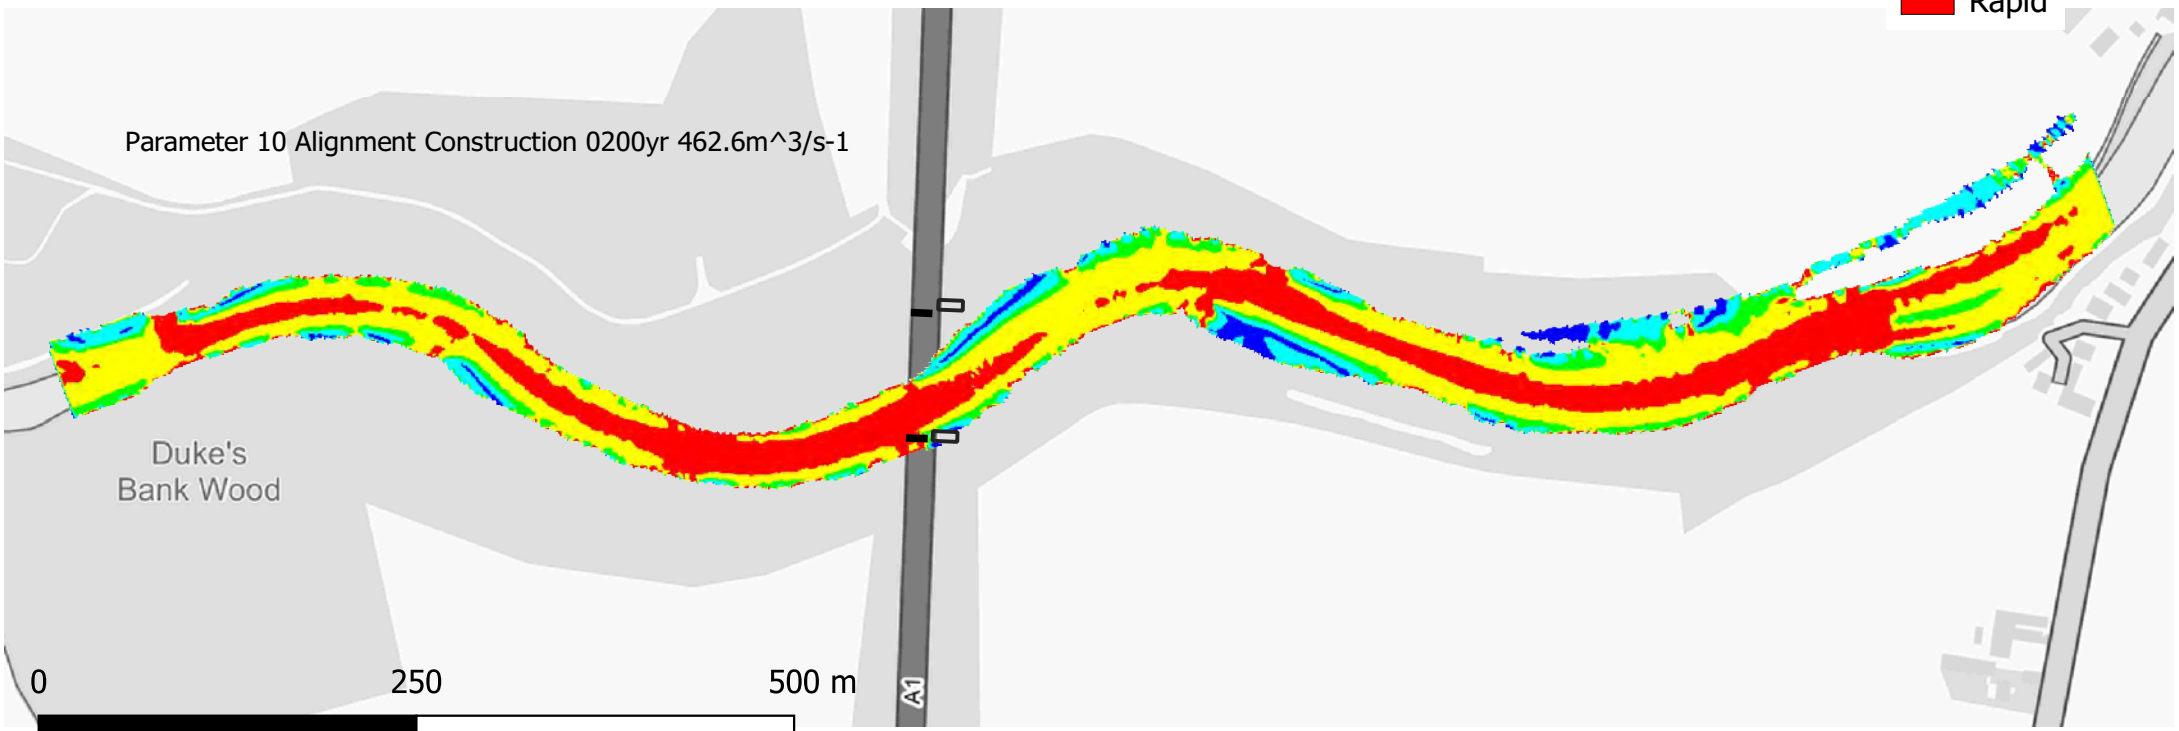 Rapid
Parameter 10 Alignment Construction 0200yr 462.6m^3/s-1
Duke's
Bank Wood
0 250 500 m
A1